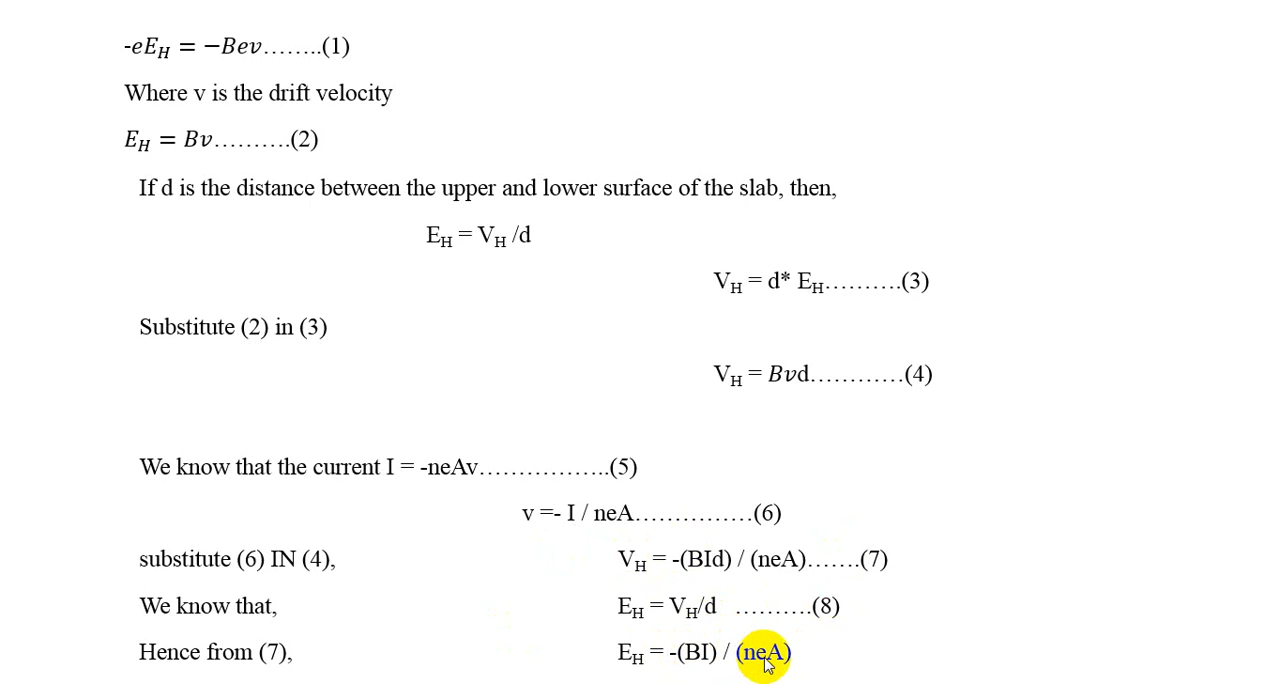 -eE_H = −Bev……..(1)
Where v is the drift velocity
E_H = Bv……….(2)
If d is the distance between the upper and lower surface of the slab, then,
E_H = V_H /d
V_H = d* E_H……….(3)
Substitute (2) in (3)
V_H = Bvd…………(4)
We know that the current I = -neAv……………..(5)
v =- I / neA……………(6)
substitute (6) IN (4), V_H = -(BId) / (neA)…….(7)
We know that, E_H = V_H/d ……….(8)
Hence from (7), E_H = -(BI) / (neA)